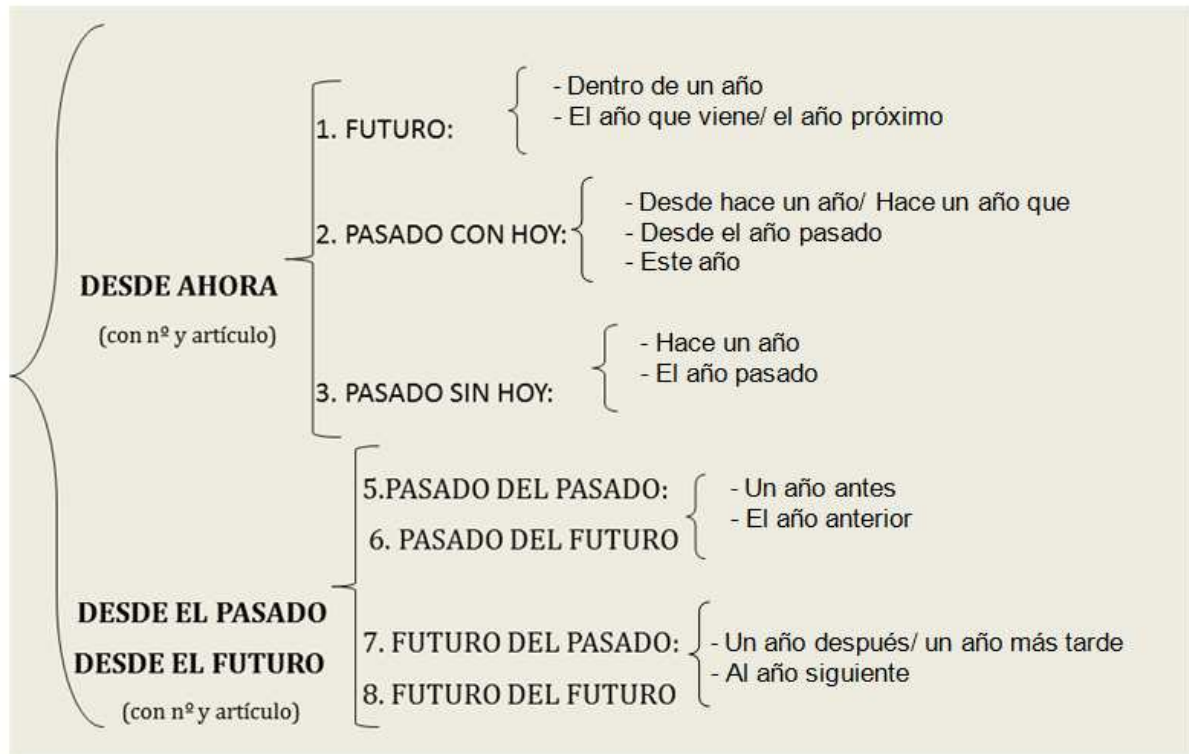 DESDE AHORA
(con nº y artículo)
1. FUTURO:
- Dentro de un año
- El año que viene/ el año próximo
2. PASADO CON HOY:
- Desde hace un año/ Hace un año que
- Desde el año pasado
- Este año
3. PASADO SIN HOY:
- Hace un año
- El año pasado
DESDE EL PASADO
DESDE EL FUTURO
(con nº y artículo)
5.PASADO DEL PASADO:
6. PASADO DEL FUTURO
- Un año antes
- El año anterior
7. FUTURO DEL PASADO:
8. FUTURO DEL FUTURO
- Un año después/ un año más tarde
- Al año siguiente